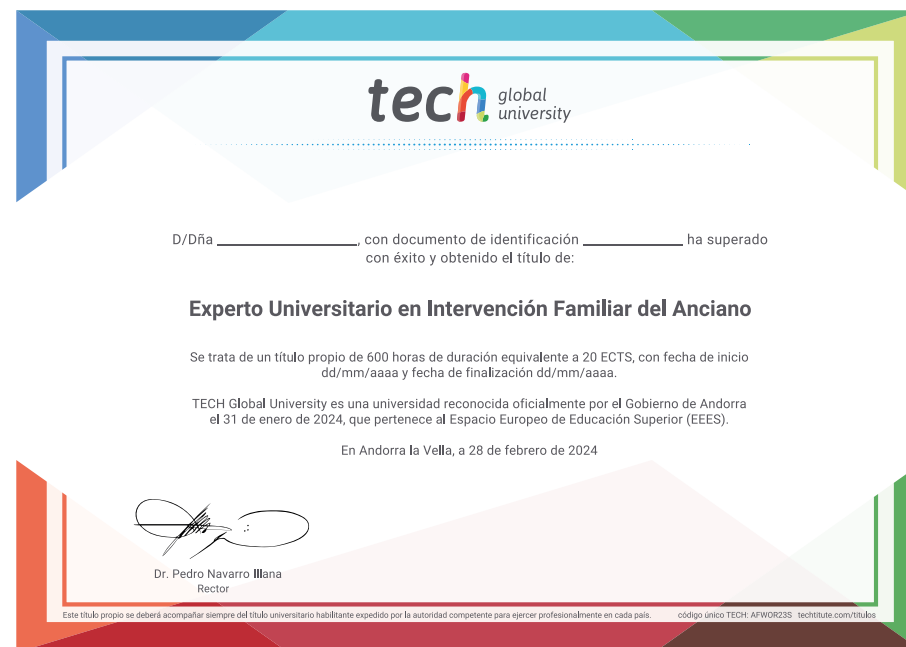 tech global university
D/Dña ____________________, con documento de identificación ______________ ha superado
con éxito y obtenido el título de:
Experto Universitario en Intervención Familiar del Anciano
Se trata de un título propio de 600 horas de duración equivalente a 20 ECTS, con fecha de inicio
dd/mm/aaaa y fecha de finalización dd/mm/aaaa.
TECH Global University es una universidad reconocida oficialmente por el Gobierno de Andorra
el 31 de enero de 2024, que pertenece al Espacio Europeo de Educación Superior (EEES).
En Andorra la Vella, a 28 de febrero de 2024
Dr. Pedro Navarro Illana
Rector
Este título propio se deberá acompañar siempre del título universitario habilitante expedido por la autoridad competente para ejercer profesionalmente en cada país. código único TECH: AFWOR23S techtitute.com/titulos